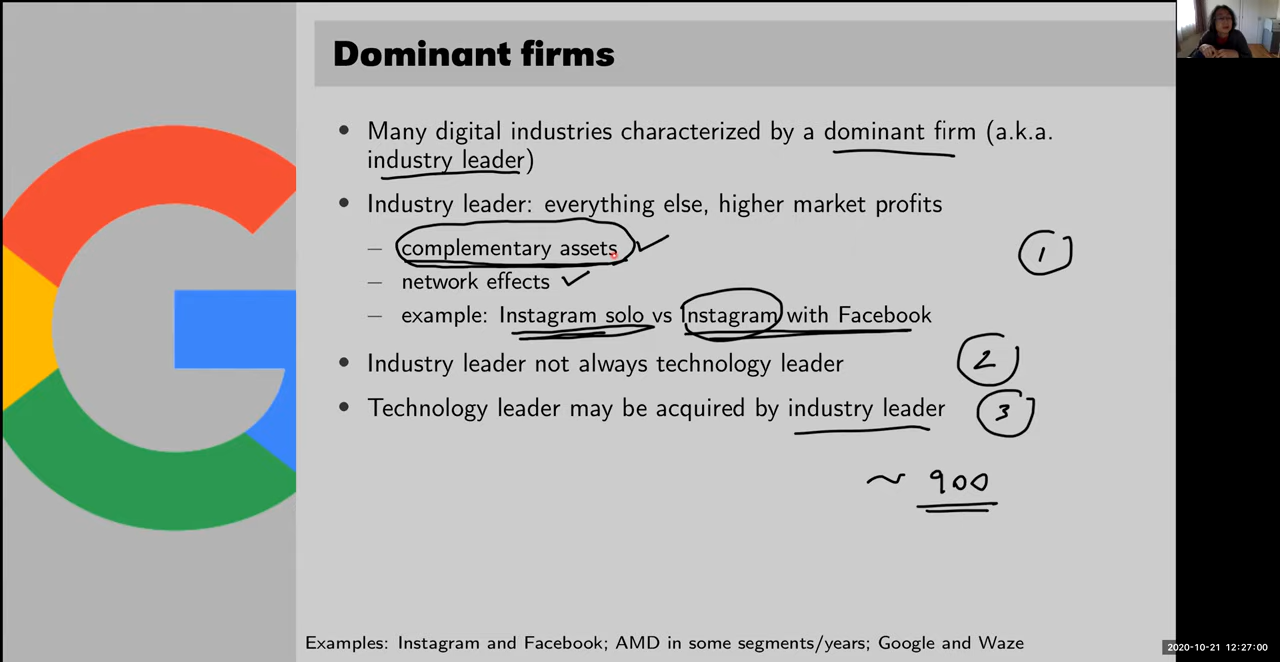 Dominant firms
• Many digital industries characterized by a dominant firm (a.k.a.
industry leader)
• Industry leader: everything else, higher market profits
– complementary assets
1
– network effects
– example: Instagram solo vs Instagram with Facebook
• Industry leader not always technology leader
2
• Technology leader may be acquired by industry leader
3
~ 900
Examples: Instagram and Facebook; AMD in some segments/years; Google and Waze
2020-10-21 12:27:00